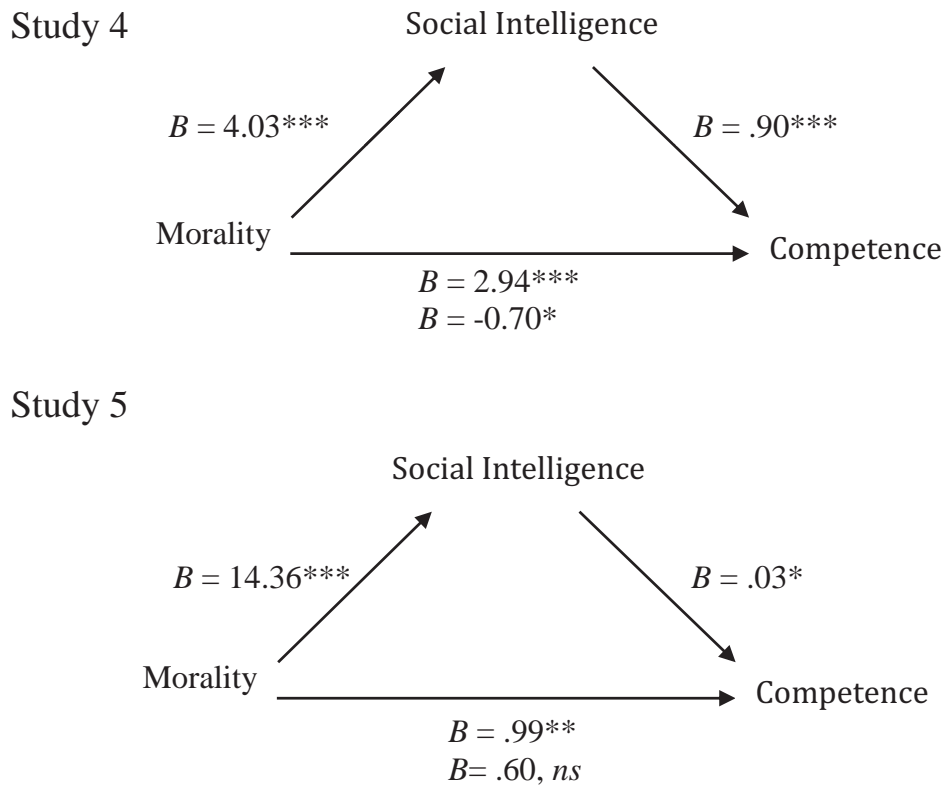 Study 4
Social Intelligence
B = 4.03***
B = .90***
Morality
Competence
B = 2.94***
B = -0.70*
Study 5
Social Intelligence
B = 14.36***
B = .03*
Morality
Competence
B = .99**
B= .60, ns